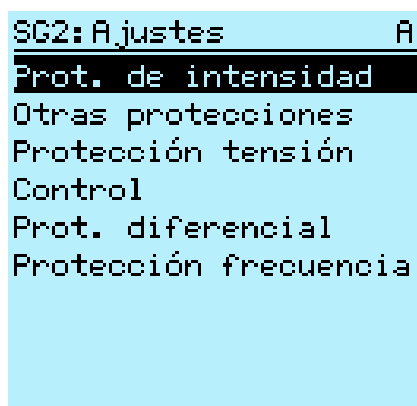 SG2:Ajustes A
Prot. de intensidad
Otras protecciones
Protección tensión
Control
Prot. diferencial
Protección frecuencia